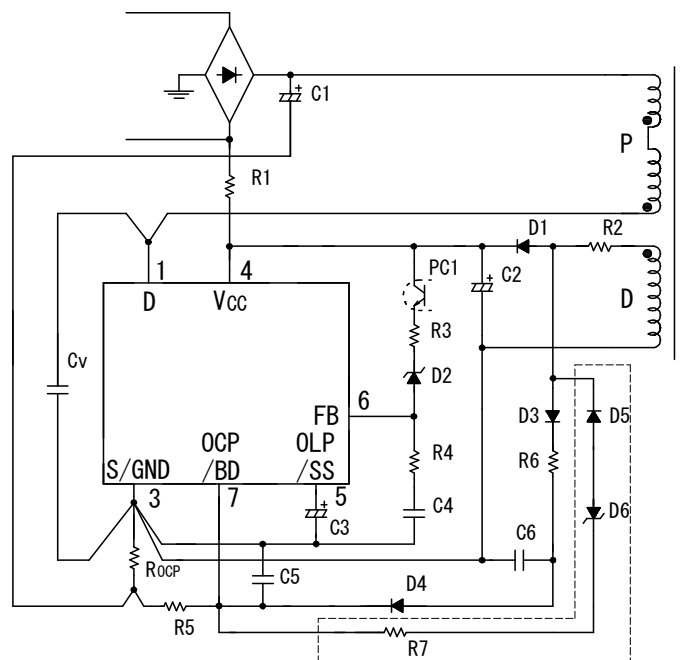 C1
P
R1
D1
R2
1
4
PC1
C2
D
D
VCC
R3
Cv
D2
6
FB
D3
D5
OCP
OLP
R4
R6
S/GND
/BD
/SS
3
7
5
C4
D6
C3
C6
ROCP
C5
D4
R5
R7